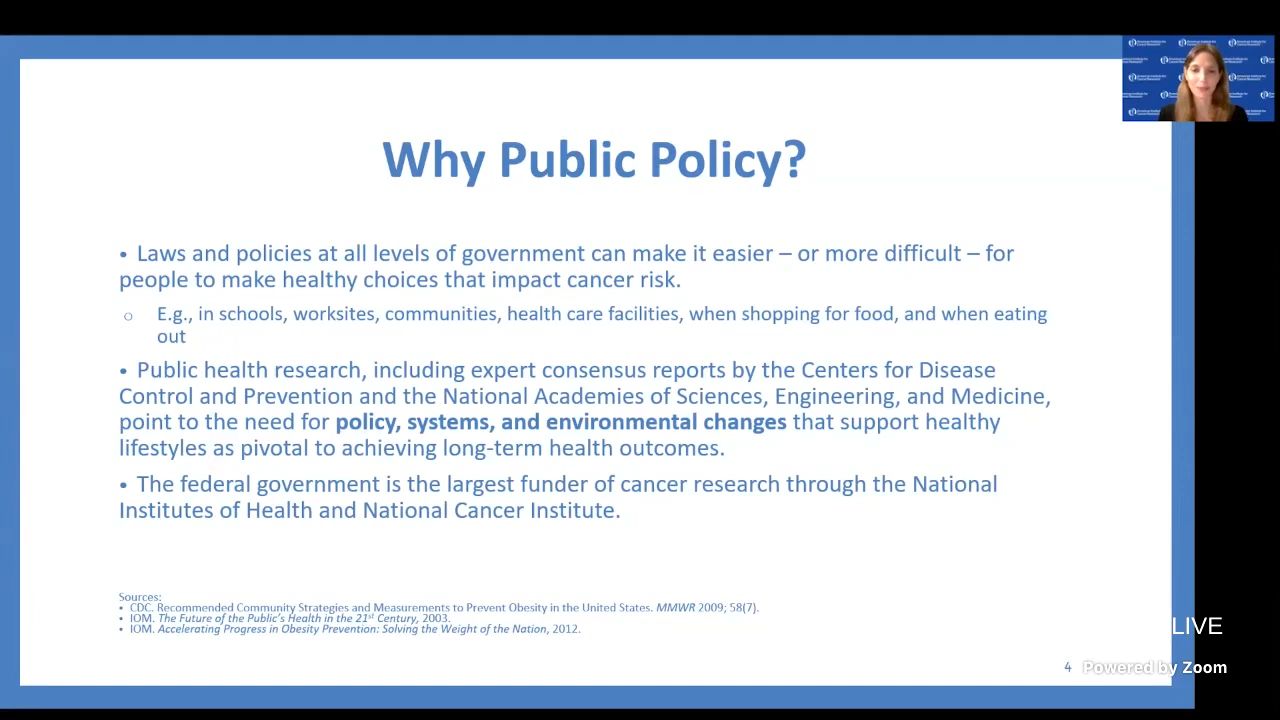 Why Public Policy?
• Laws and policies at all levels of government can make it easier – or more difficult – for
people to make healthy choices that impact cancer risk.
o E.g., in schools, worksites, communities, health care facilities, when shopping for food, and when eating
out
• Public health research, including expert consensus reports by the Centers for Disease
Control and Prevention and the National Academies of Sciences, Engineering, and Medicine,
point to the need for policy, systems, and environmental changes that support healthy
lifestyles as pivotal to achieving long-term health outcomes.
• The federal government is the largest funder of cancer research through the National
Institutes of Health and National Cancer Institute.
Sources:
• CDC. Recommended Community Strategies and Measurements to Prevent Obesity in the United States. MMWR 2009; 58(7).
• IOM. The Future of the Public's Health in the 21st Century, 2003.
• IOM. Accelerating Progress in Obesity Prevention: Solving the Weight of the Nation, 2012.
LIVE
4
Powered by Zoom